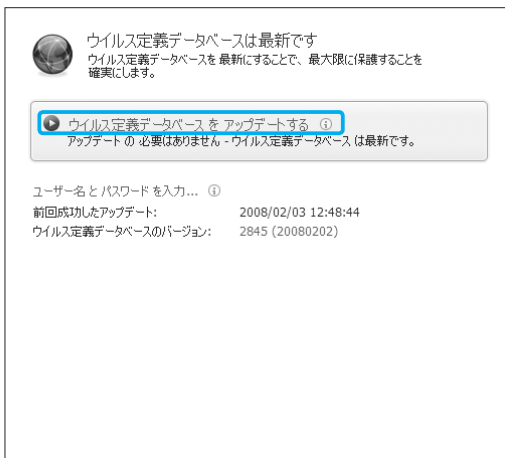 ウイルス定義データベースは最新です
ウイルス定義データベースを 最新にすることで、最大限に保護することを
確実にします。
ウイルス定義データベース を アップデートする
アップデート の 必要はありません - ウイルス定義データベース は最新です。
ユーザー名 と パスワード を入力...
前回成功したアップデート: 2008/02/03 12:48:44
ウイルス定義データベースのバージョン: 2845 (20080202)